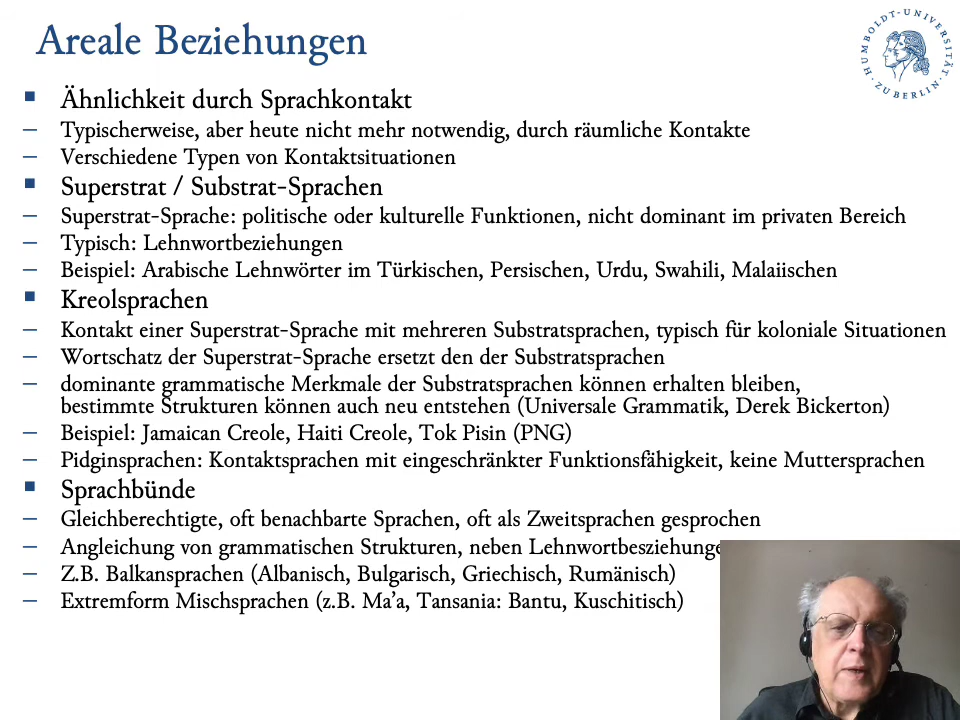 Areale Beziehungen
HUMBOLDT-UNIVERSITÄT
ZU BERLIN
Ähnlichkeit durch Sprachkontakt
– Typischerweise, aber heute nicht mehr notwendig, durch räumliche Kontakte
– Verschiedene Typen von Kontaktsituationen
Superstrat / Substrat-Sprachen
– Superstrat-Sprache: politische oder kulturelle Funktionen, nicht dominant im privaten Bereich
– Typisch: Lehnwortbeziehungen
– Beispiel: Arabische Lehnwörter im Türkischen, Persischen, Urdu, Swahili, Malaiischen
Kreolsprachen
– Kontakt einer Superstrat-Sprache mit mehreren Substratsprachen, typisch für koloniale Situationen
– Wortschatz der Superstrat-Sprache ersetzt den der Substratsprachen
– dominante grammatische Merkmale der Substratsprachen können erhalten bleiben,
bestimmte Strukturen können auch neu entstehen (Universale Grammatik, Derek Bickerton)
– Beispiel: Jamaican Creole, Haiti Creole, Tok Pisin (PNG)
– Pidginsprachen: Kontaktsprachen mit eingeschränkter Funktionsfähigkeit, keine Muttersprachen
Sprachbünde
– Gleichberechtigte, oft benachbarte Sprachen, oft als Zweitsprachen gesprochen
– Angleichung von grammatischen Strukturen, neben Lehnwortbesziehunge
– Z.B. Balkansprachen (Albanisch, Bulgarisch, Griechisch, Rumänisch)
– Extremform Mischsprachen (z.B. Ma'a, Tansania: Bantu, Kuschitisch)